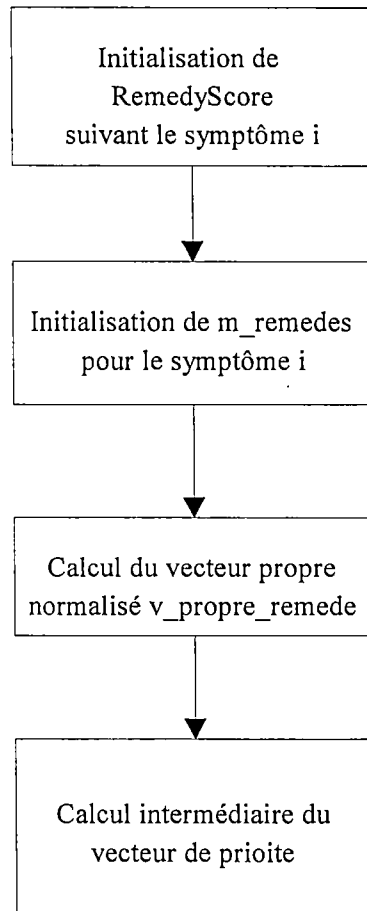 Initialisation de
RemedyScore
suivant le symptôme i
Initialisation de m_remedes
pour le symptôme i
Calcul du vecteur propre
normalisé v_propre_remede
Calcul intermédiaire du
vecteur de prioite